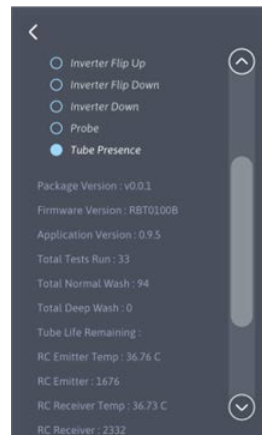 Inverter Flip Up
Inverter Flip Down
Inverter Down
Probe
Tube Presence
Package Version : v0.0.1
Firmware Version : RBT0100B
Application Version : 0.9.5
Total Tests Run : 33
Total Normal Wash : 94
Total Deep Wash : 0
Tube Life Remaining :
RC Emitter Temp : 36.76 C
RC Emitter : 1676
RC Receiver Temp : 36.73 C
RC Receiver : 2332